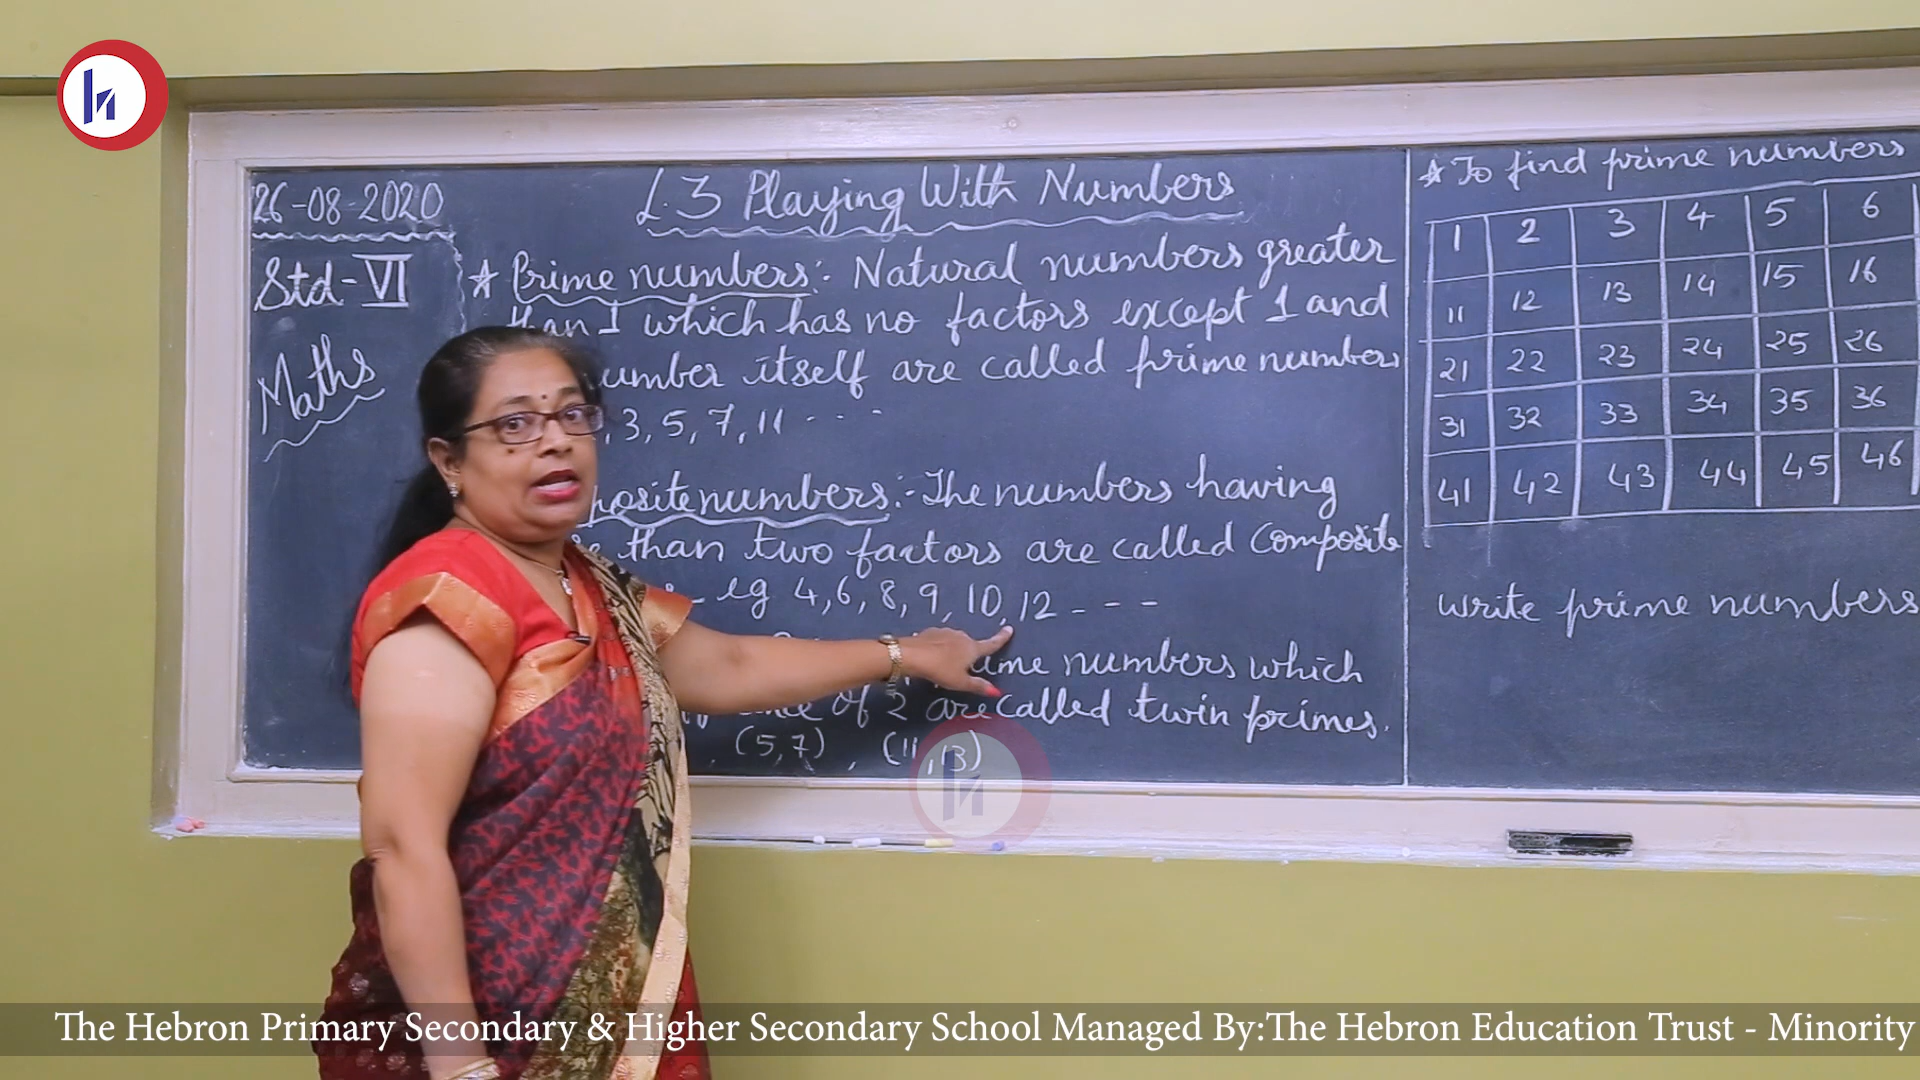 26-08-2020
Std-VI
Maths
L.3 Playing With Numbers
☆ Prime numbers:- Natural numbers greater
than 1 which has no factors except 1 and
number itself are called prime numbers
, 3, 5, 7, 11 - - -
posite numbers:- The numbers having
than two factors are called Composite
eg 4, 6, 8, 9, 10, 12 - - -
numbers which
of 2 are called twin primes.
, (5,7) , (11,13)
☆ To find prime numbers
1 2 3 4 5 6
11 12 13 14 15 16
21 22 23 24 25 26
31 32 33 34 35 36
41 42 43 44 45 46
write prime numbers
The Hebron Primary Secondary & Higher Secondary School Managed By:The Hebron Education Trust - Minority